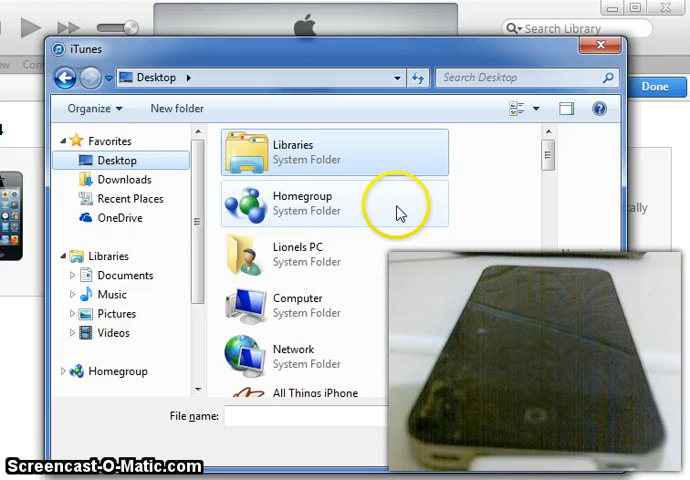 Search Library
iTunes
Desktop
Search Desktop
Done
Organize
New folder
Favorites
Desktop
Downloads
Recent Places
OneDrive
Libraries
Documents
Music
Pictures
Videos
Homegroup
Libraries
System Folder
Homegroup
System Folder
Lionels PC
System Folder
Computer
System Folder
Network
System Folder
All Things iPhone
File name:
Screencast-O-Matic.com